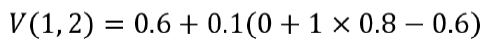 V(1,2) = 0.6 + 0.1(0 + 1 × 0.8 − 0.6)